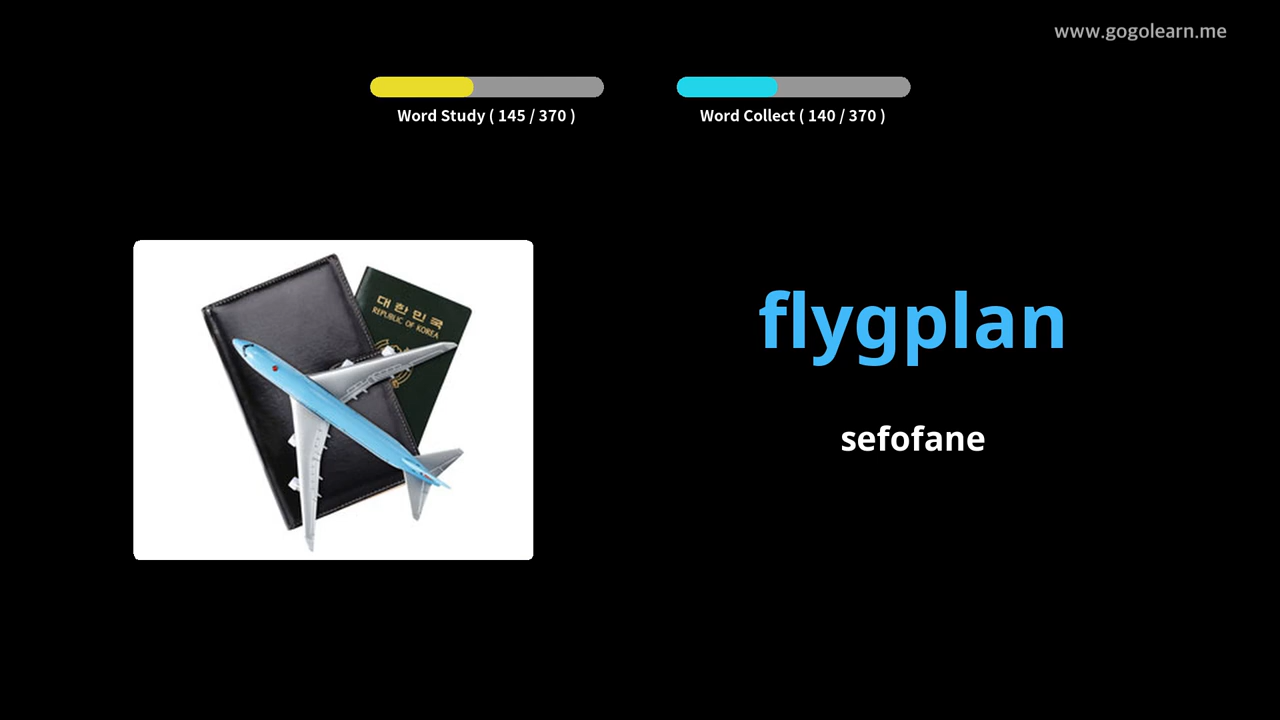 www.gogolearn.me
Word Study ( 145 / 370 )
Word Collect ( 140 / 370 )
대한민국
REPUBLIC OF KOREA
flygplan
sefofane